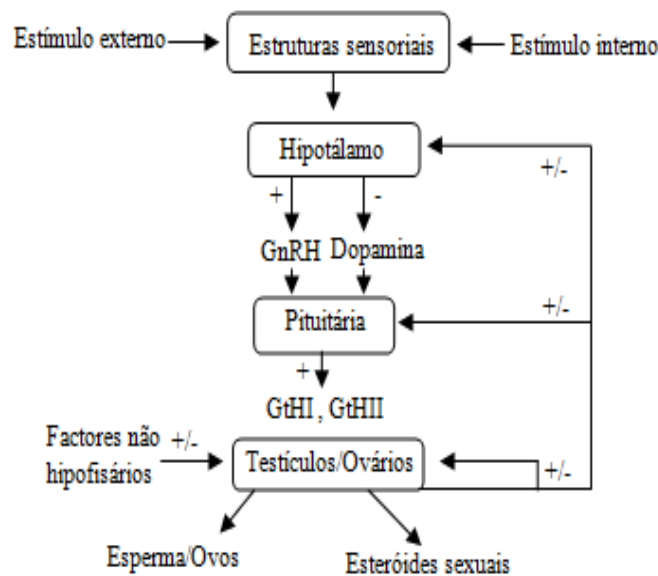 Estímulo externo
Estruturas sensoriais
Estímulo interno
Hipotálamo
+/-
+
-
GnRH
Dopamina
+/-
Pituitária
+
GtHI , GtHII
Factores não
hipofisários
+/-
Testículos/Ovários
+/-
Esperma/Ovos
Esteróides sexuais